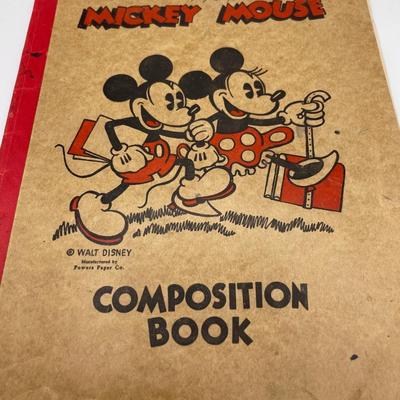 MICKEY MOUSE
© WALT DISNEY
Manufactured by
Powers Paper Co.
COMPOSITION
BOOK